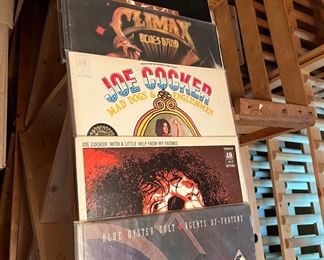 CLIMAX
BLUES BAND
A&M
JOE COCKER
MAD DOGS & ENGLISHMEN
JOE COCKER/WITH A LITTLE HELP FROM MY FRIENDS
A&M
BLUE OYSTER CULT AGENTS OF FORTUNE